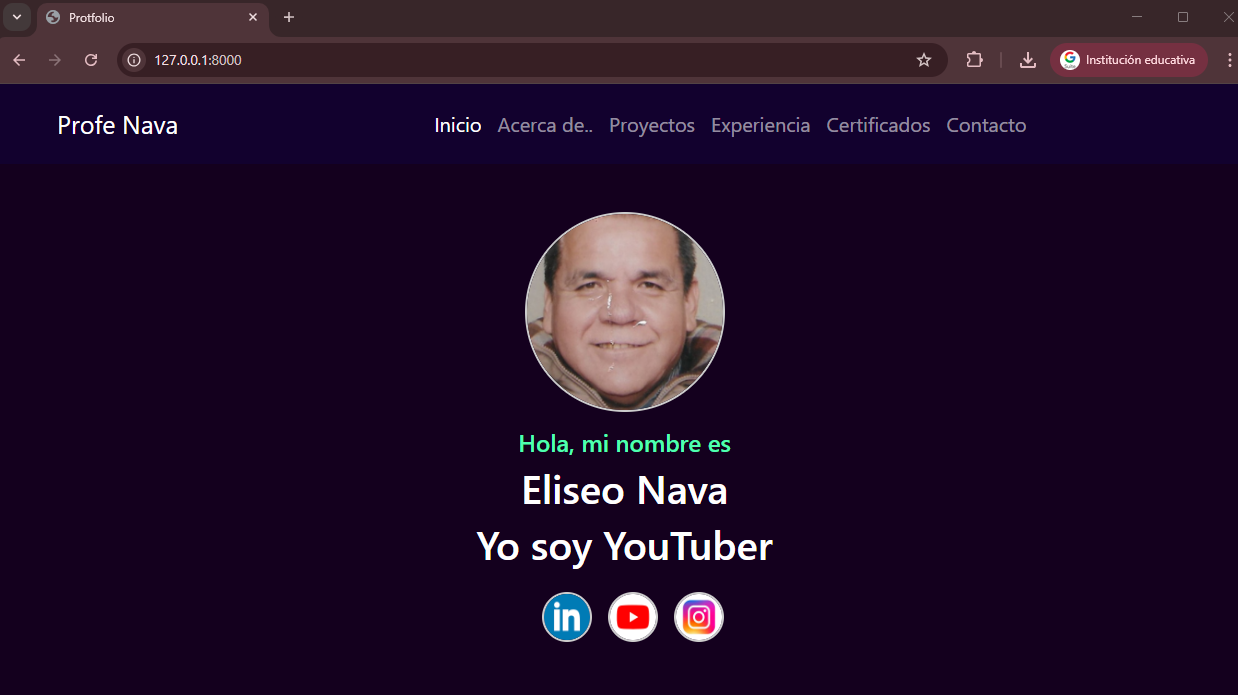 Protfolio
127.0.0.1:8000
Institución educativa
Profe Nava
Inicio Acerca de.. Proyectos Experiencia Certificados Contacto
Hola, mi nombre es
Eliseo Nava
Yo soy YouTuber
in